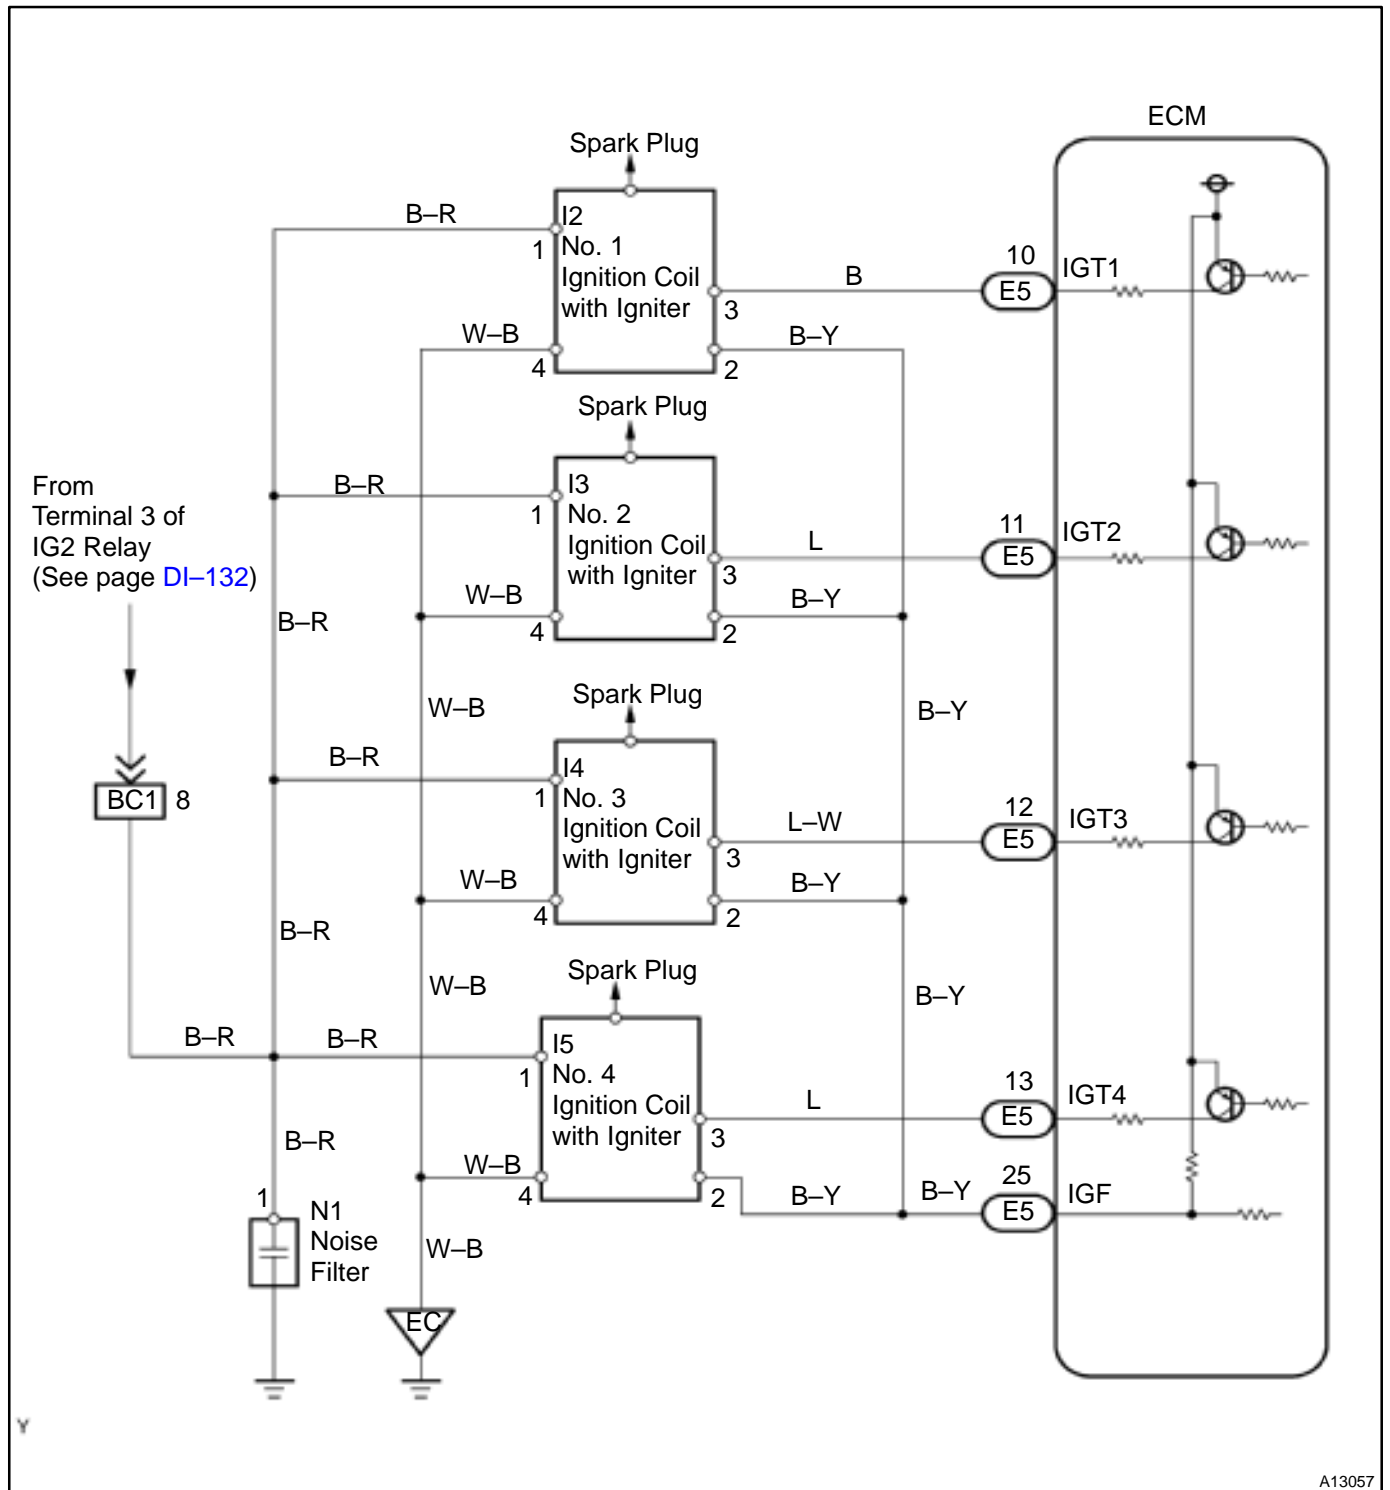 ECM
Spark Plug
B–R
I2
1
No. 1
Ignition Coil
with Igniter
10
IGT1
B
E5
3
W–B
B–Y
4
2
Spark Plug
From
Terminal 3 of
IG2 Relay
(See page DI–132)
B–R
I3
1
No. 2
Ignition Coil
with Igniter
11
IGT2
L
E5
3
W–B
B–Y
4
2
B–R
Spark Plug
W–B
B–Y
B–R
I4
1
No. 3
Ignition Coil
with Igniter
BC1
8
12
IGT3
L–W
E5
3
W–B
B–Y
4
2
B–R
Spark Plug
W–B
B–Y
B–R
B–R
I5
1
No. 4
Ignition Coil
with Igniter
13
IGT4
L
E5
3
B–R
W–B
4
2
B–Y
B–Y
25
IGF
E5
1
N1
Noise
Filter
W–B
EC
Y
A13057